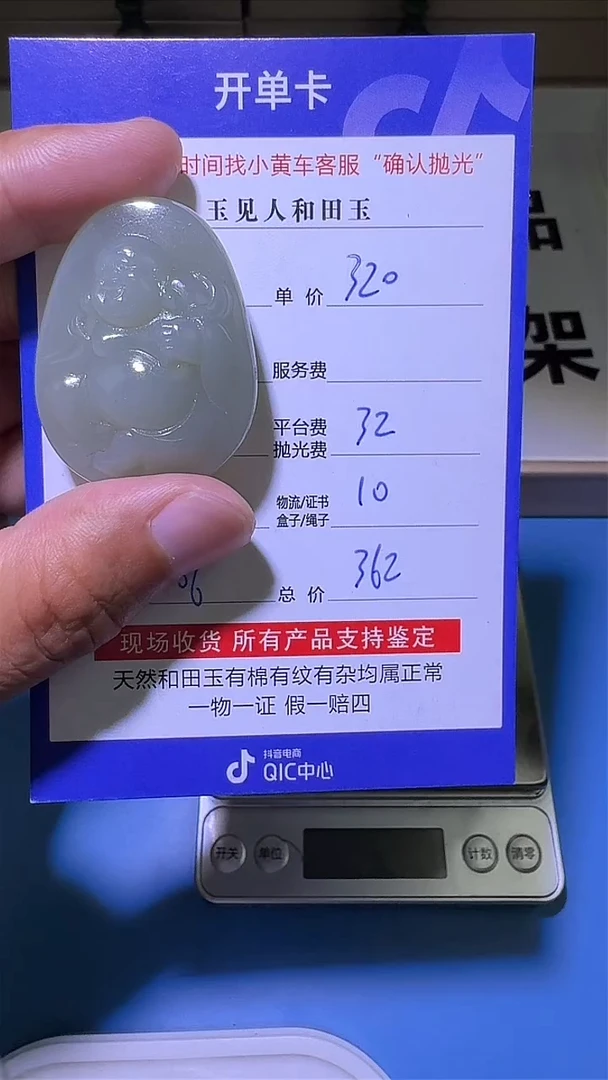 开单卡
时间找小黄车客服“确认抛光”
玉见人和田玉
单价 320
服务费
平台费
抛光费 32
物流/证书
盒子/绳子 10
06
总价 362
现场收货 所有产品支持鉴定
天然和田玉有棉有纹有杂均属正常
一物一证 假一赔四
抖音电商
QIC中心
品
架
开关 单位 计数 清零